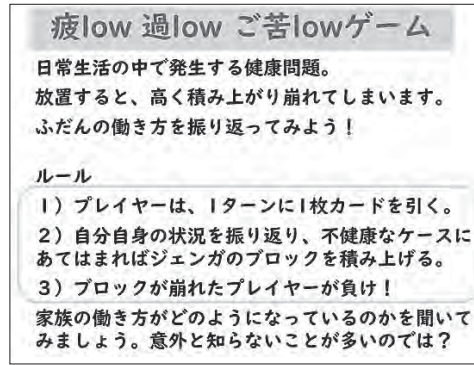 疲low 過low ご苦lowゲーム
日常生活の中で発生する健康問題。
放置すると、高く積み上がり崩れてしまいます。
ふだんの働き方を振り返ってみよう！
ルール
1）プレイヤーは、1ターンに1枚カードを引く。
2）自分自身の状況を振り返り、不健康なケースに
あてはまればジェンガのブロックを積み上げる。
3）ブロックが崩れたプレイヤーが負け！
家族の働き方がどのようになっているのかを聞いて
みましょう。意外と知らないことが多いのでは？